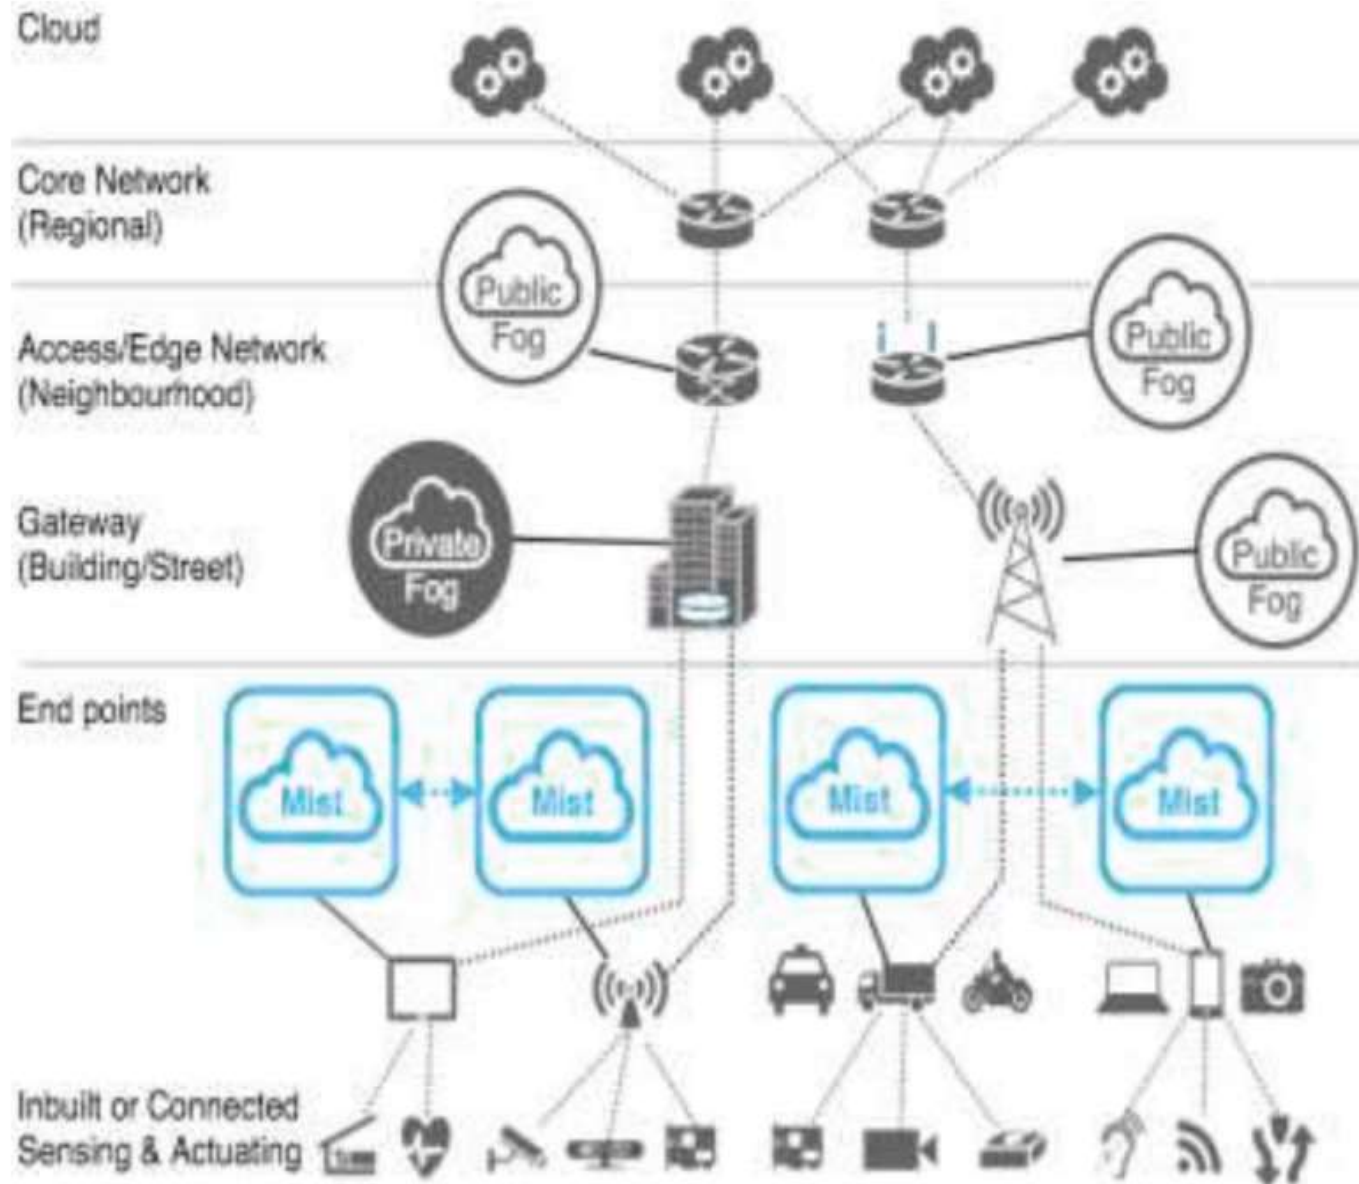 Cloud
Core Network
(Regional)
Public
Fog
Access/Edge Network
(Neighbourhood)
Public
Fog
Gateway
(Building/Street)
Private
Fog
Public
Fog
End points
Mist
Mist
Mist
Mist
Inbuilt or Connected
Sensing & Actuating